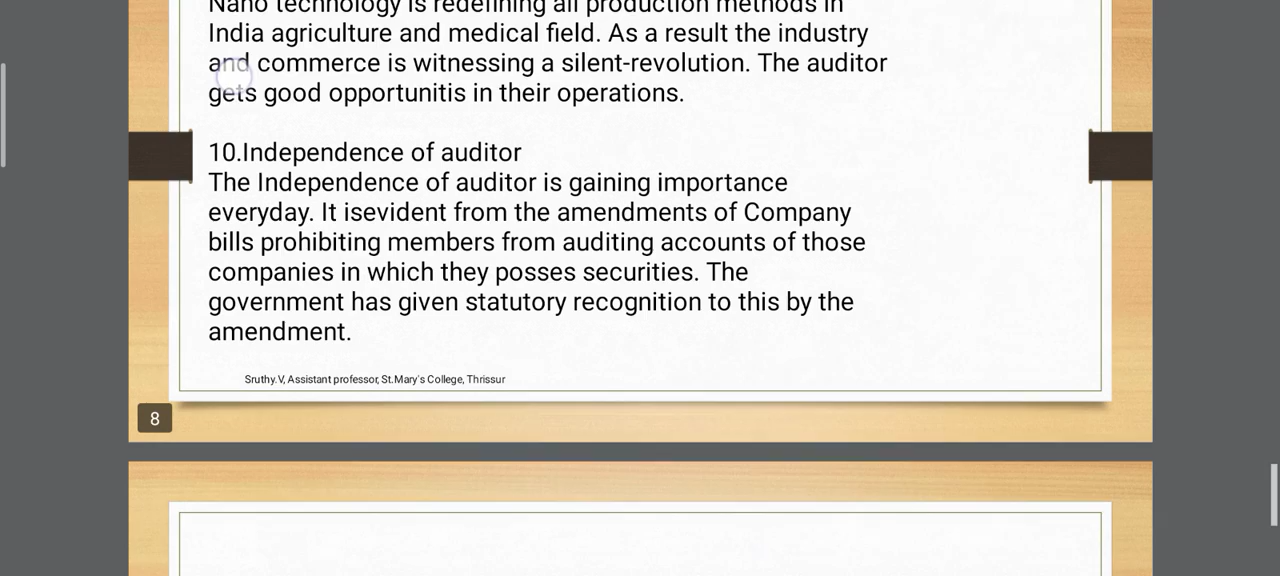 Nano technology is redefining all production methods in
India agriculture and medical field. As a result the industry
and commerce is witnessing a silent-revolution. The auditor
gets good opportunitis in their operations.
10.Independence of auditor
The Independence of auditor is gaining importance
everyday. It isevident from the amendments of Company
bills prohibiting members from auditing accounts of those
companies in which they posses securities. The
government has given statutory recognition to this by the
amendment.
Sruthy.V, Assistant professor, St.Mary's College, Thrissur
8